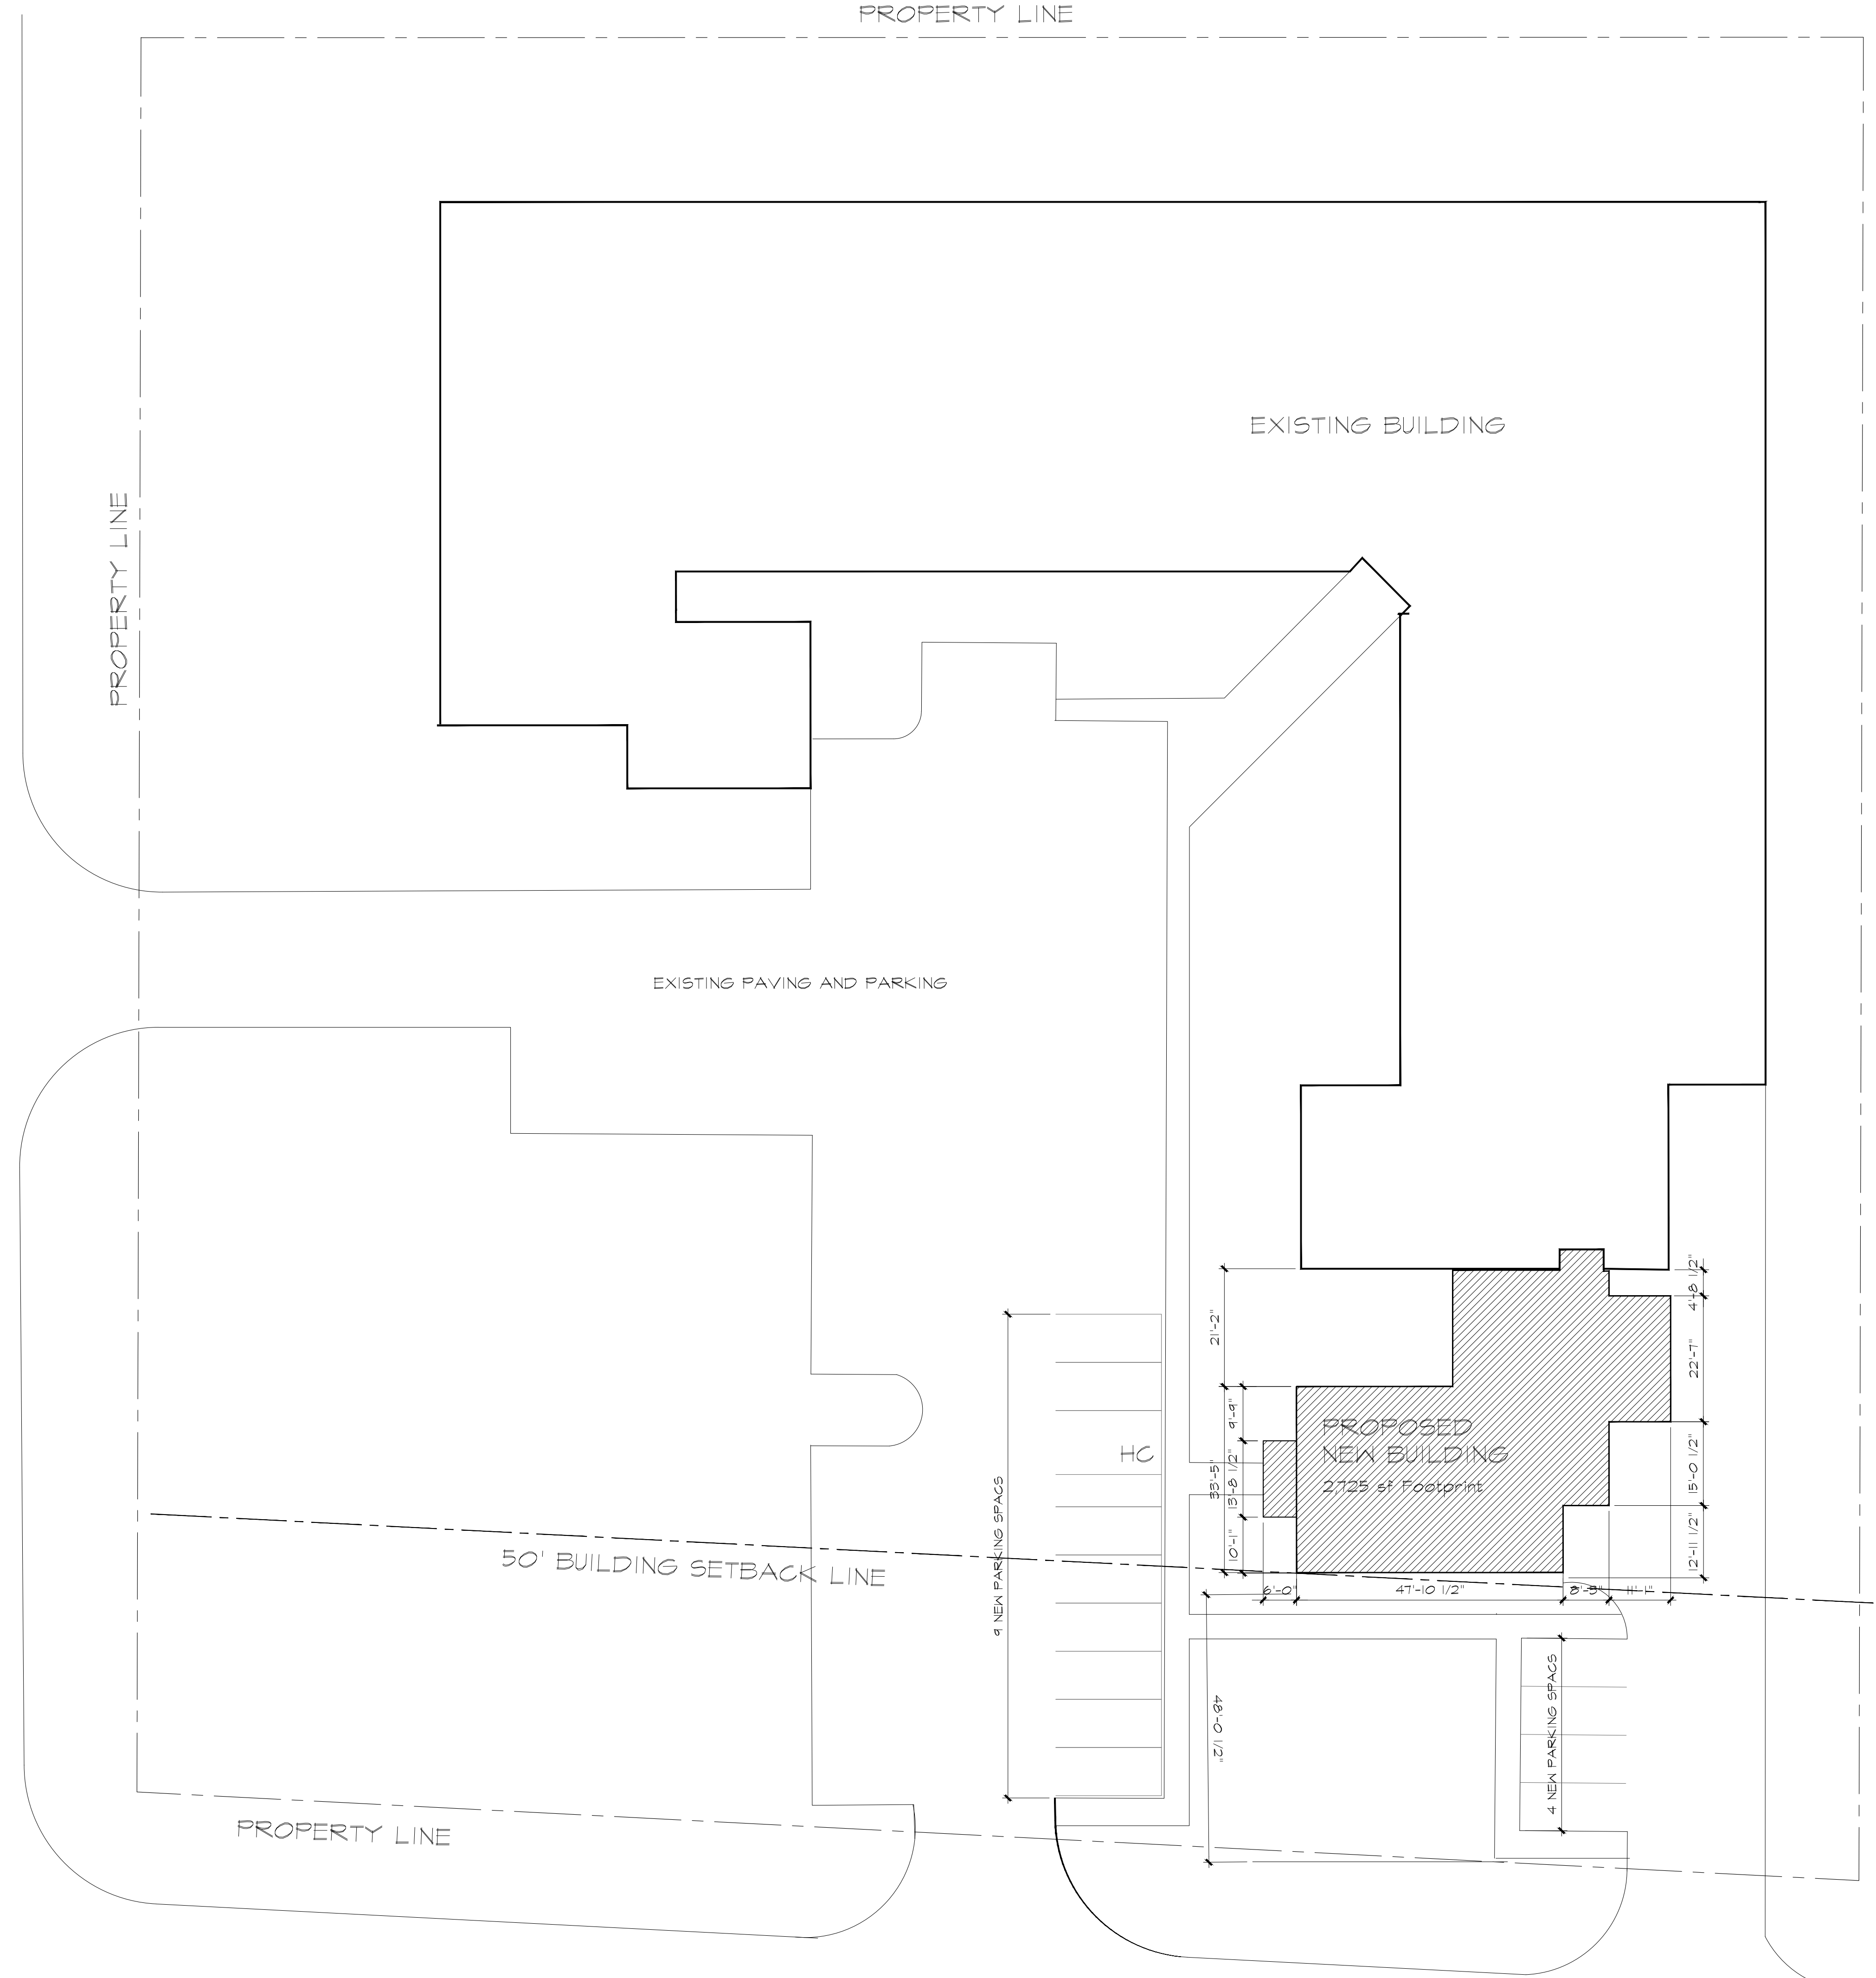 PROPERTY LINE
EXISTING BUILDING
PROPERTY LINE
EXISTING PAVING AND PARKING
4'-8 1/2"
21'-2"
22'-7"
9'-9"
PROPOSED
NEW BUILDING
2,725 sf Footprint
HC
33'-5"
13'-8 1/2"
15'-0 1/2"
9 NEW PARKING SPACS
10'-1"
12'-11 1/2"
50' BUILDING SETBACK LINE
6'-0"
47'-10 1/2"
8'-5"
11'-1"
48'-0 1/2"
4 NEW PARKING SPACS
PROPERTY LINE